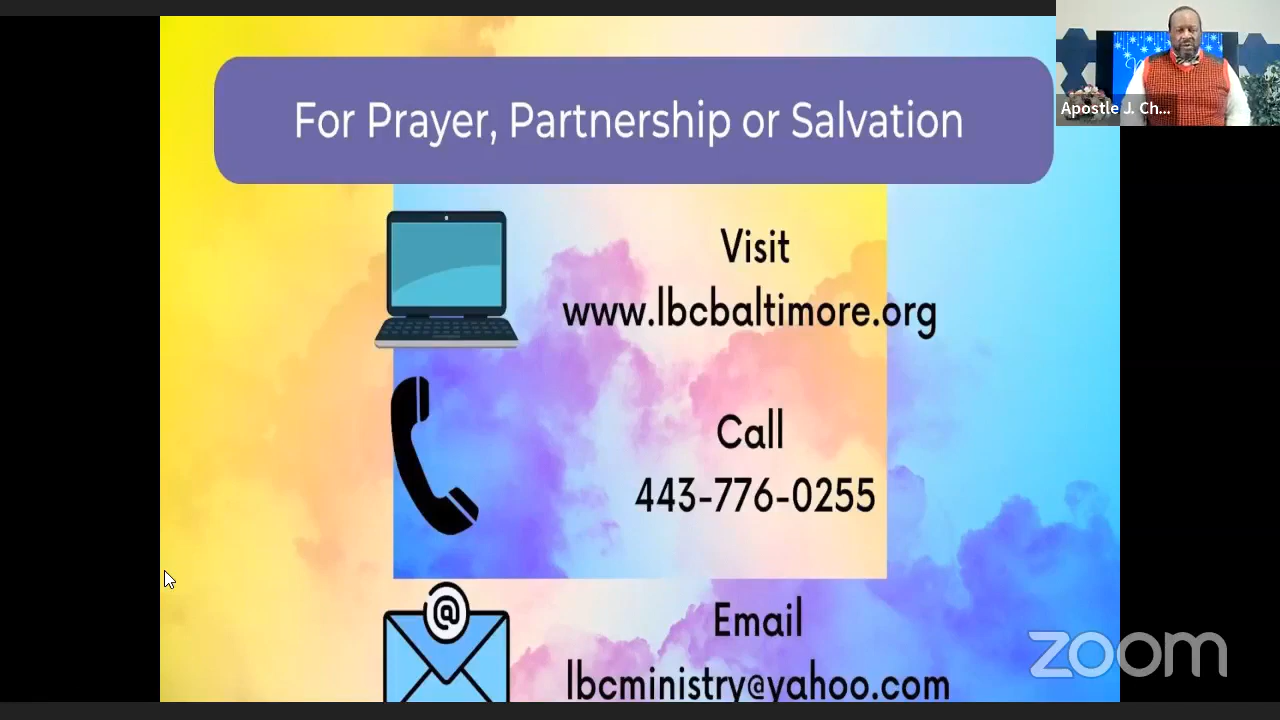 For Prayer, Partnership or Salvation
Apostle J. Ch...
Visit
www.lbcbaltimore.org
Call
443-776-0255
@
Email
lbcministry@yahoo.com
zoom